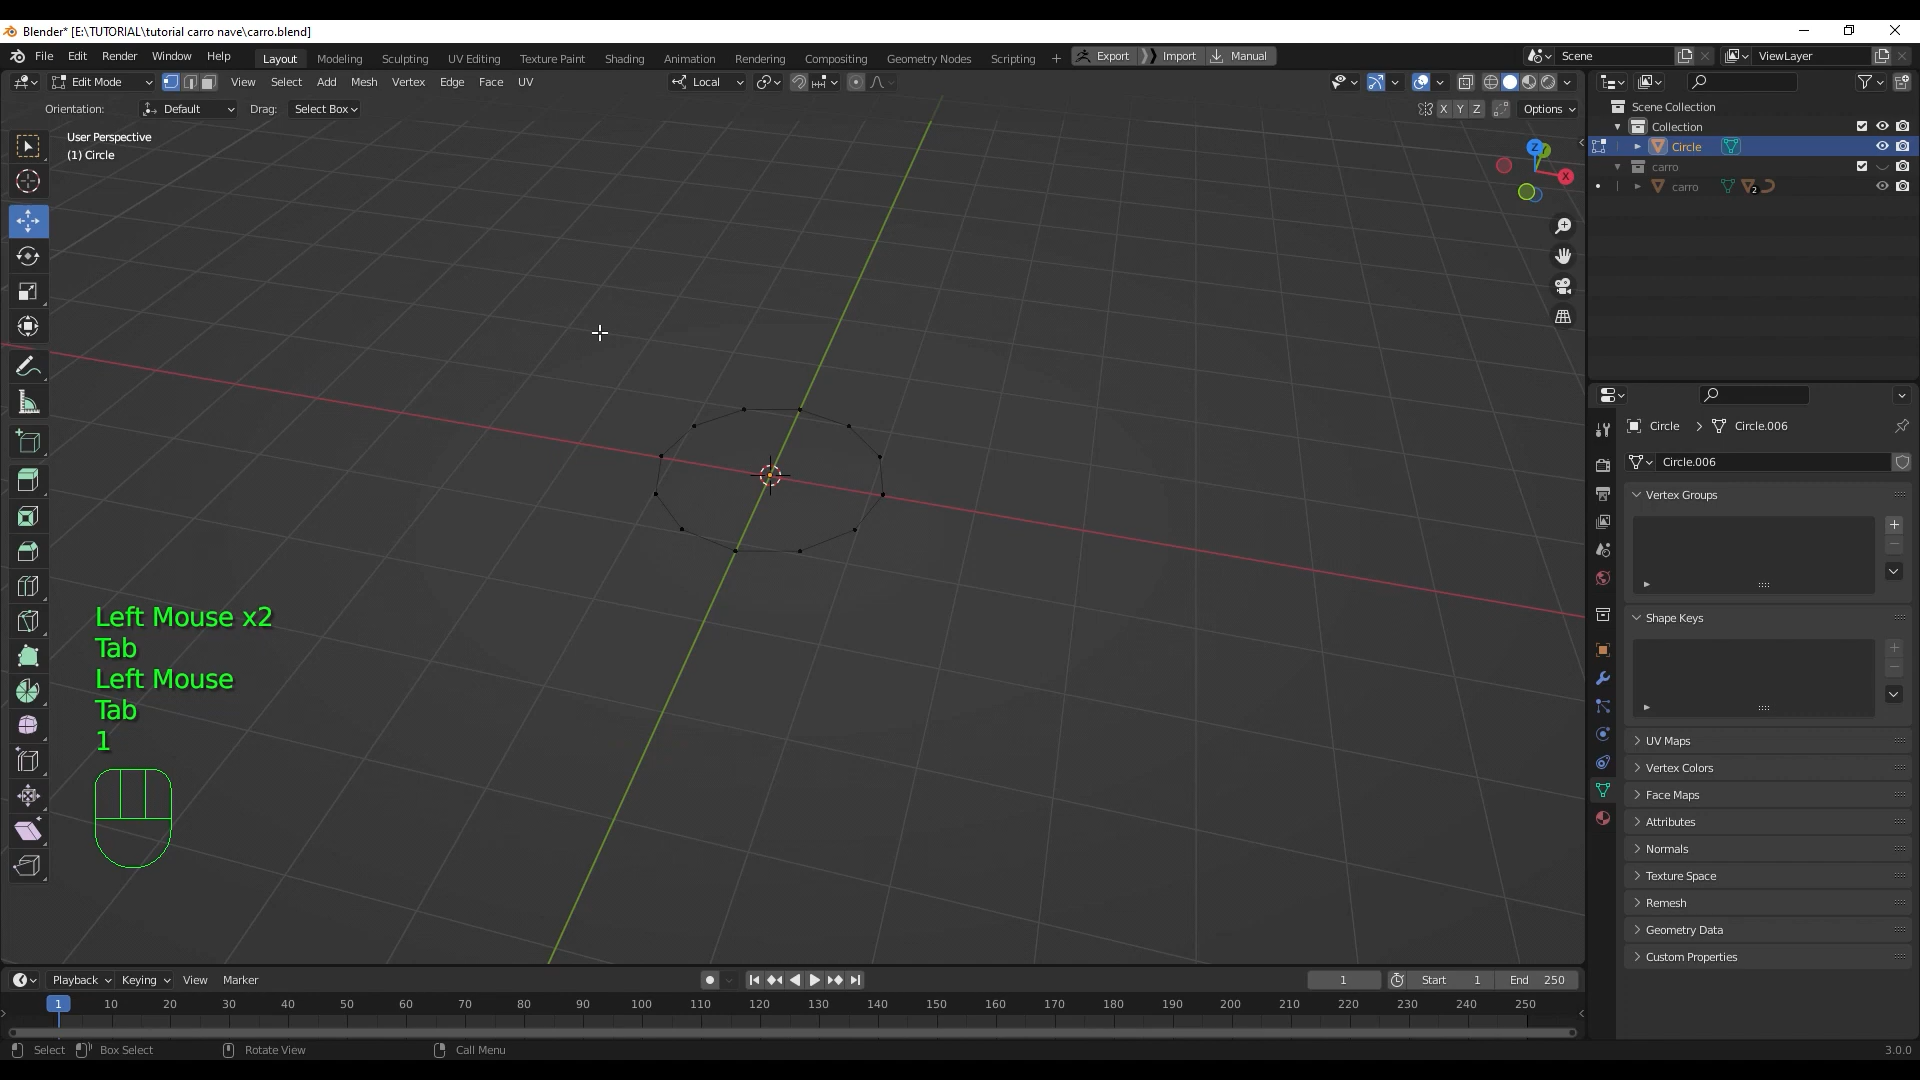 Blender* [E:\TUTORIAL\tutorial carro nave\carro.blend]
File Edit Render Window Help Layout Modeling Sculpting UV Editing Texture Paint Shading Animation Rendering Compositing Geometry Nodes Scripting + Export Import Manual Scene ViewLayer
Edit Mode View Select Add Mesh Vertex Edge Face UV Local
Orientation: Default Drag: Select Box X Y Z Options
User Perspective
(1) Circle
Z
Y
X
Scene Collection
Collection
Circle
carro
carro 2
Circle > Circle.006
Circle.006
Vertex Groups
Shape Keys
UV Maps
Vertex Colors
Face Maps
Attributes
Normals
Texture Space
Remesh
Geometry Data
Custom Properties
Left Mouse x2
Tab
Left Mouse
Tab
1
Playback Keying View Marker 1 Start 1 End 250
1 10 20 30 40 50 60 70 80 90 100 110 120 130 140 150 160 170 180 190 200 210 220 230 240 250
Select Box Select Rotate View Call Menu 3.0.0